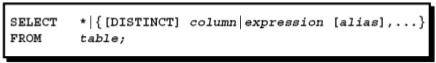 SELECT *|{[DISTINCT] column|expression [alias],...}
FROM table;